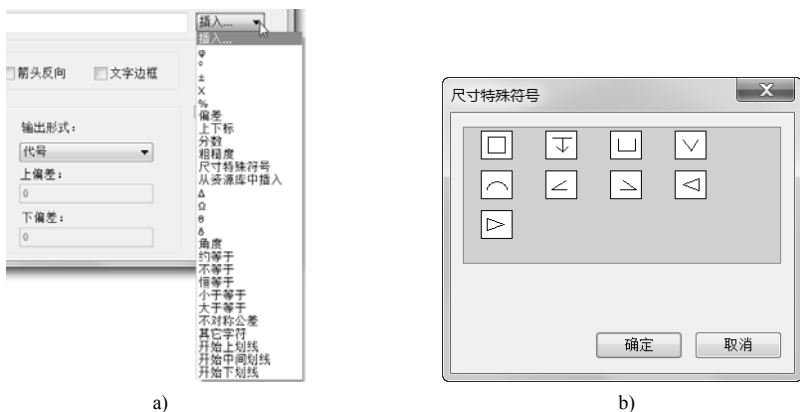 插入...
插入...
φ
°
±
X
%
偏差
上下标
分数
粗糙度
尺寸特殊符号
从资源库中插入
Δ
Ω
θ
δ
角度
约等于
不等于
恒等于
小于等于
大于等于
不对称公差
其它字符
开始上划线
开始中间划线
开始下划线
箭头反向 文字边框
输出形式：
代号
上偏差：
0
下偏差：
0
a)
尺寸特殊符号
确定 取消
b)